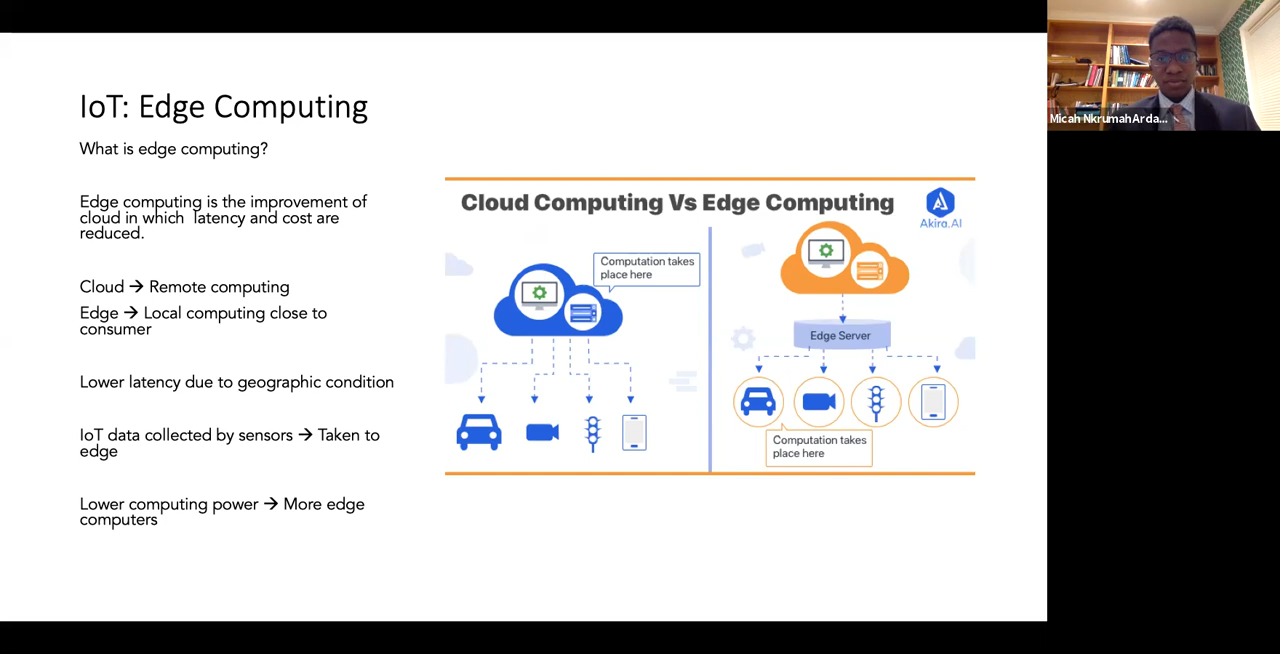 IoT: Edge Computing
What is edge computing?
Edge computing is the improvement of
cloud in which latency and cost are
reduced.
Cloud → Remote computing
Edge → Local computing close to
consumer
Lower latency due to geographic condition
IoT data collected by sensors → Taken to
edge
Lower computing power → More edge
computers
Cloud Computing Vs Edge Computing
Akira.AI
Computation takes
place here
Edge Server
Computation takes
place here
Micah NkrumahArda...